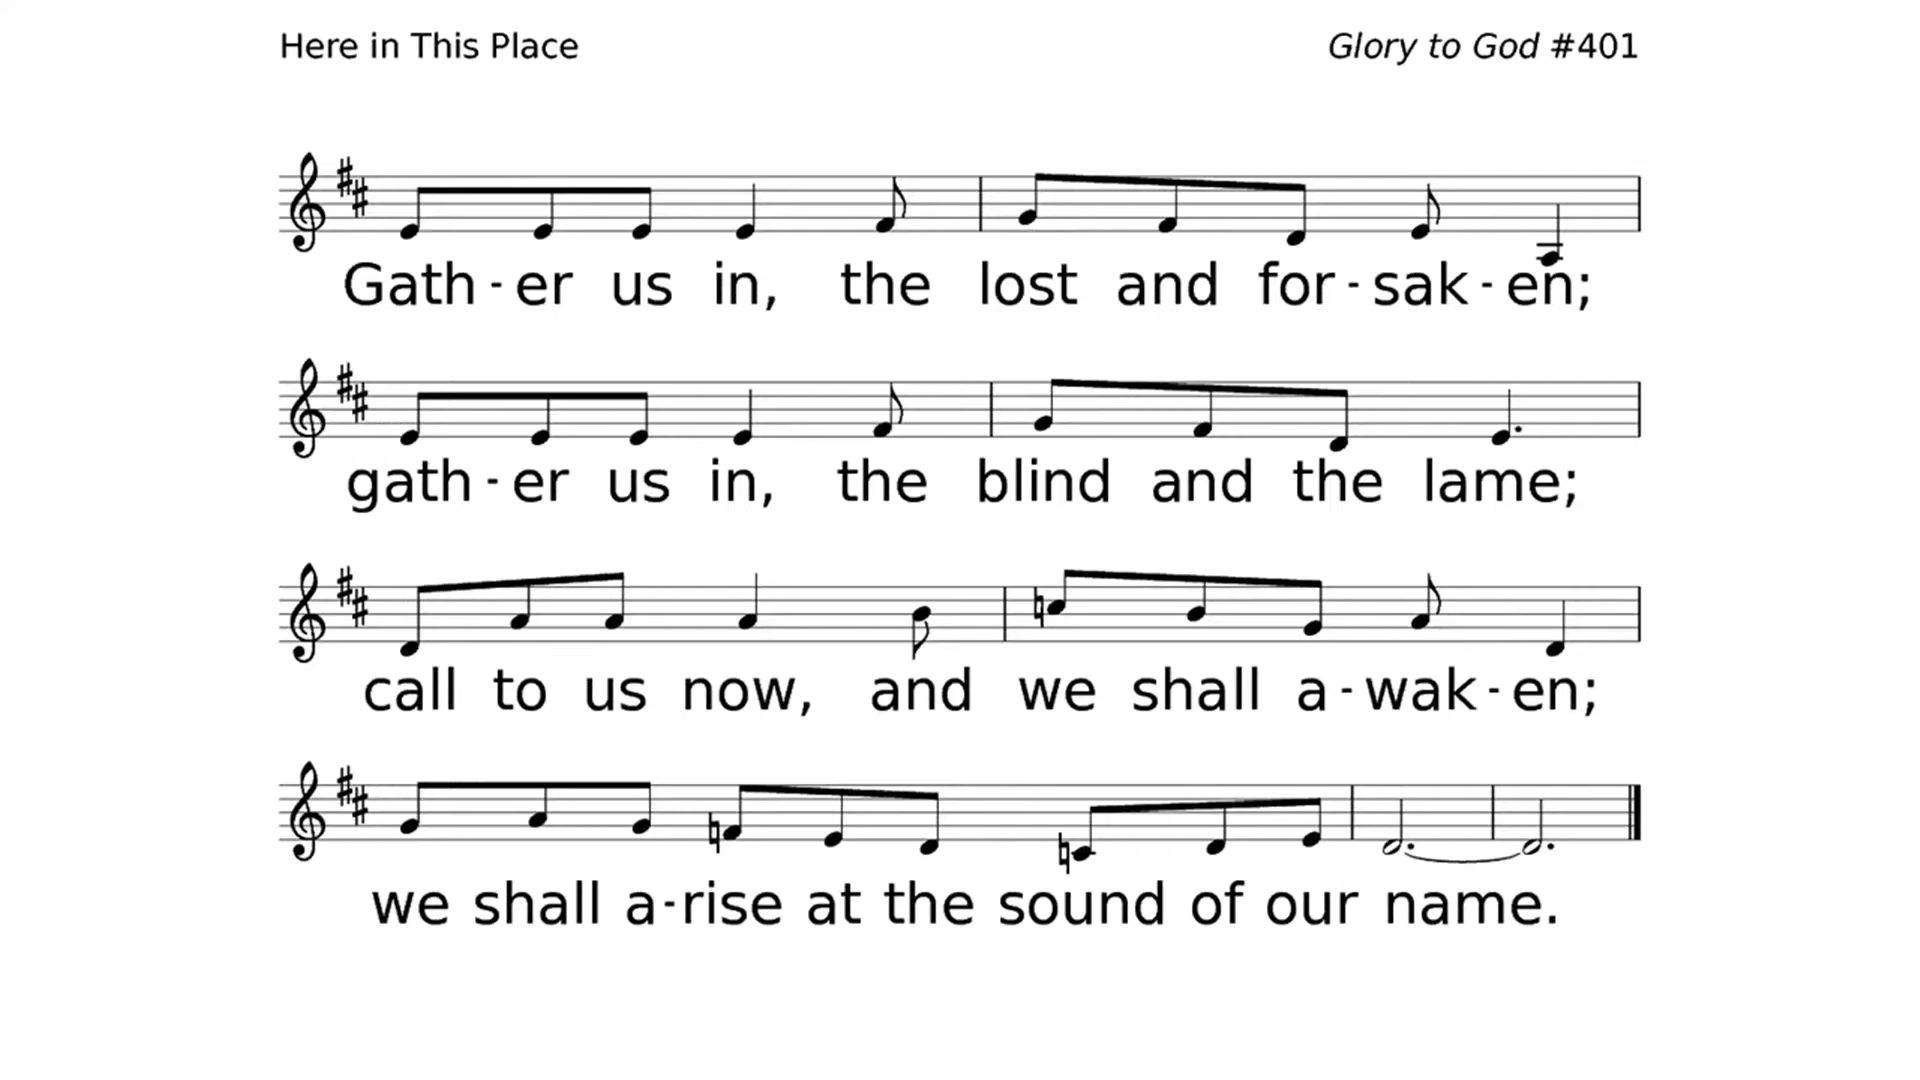 Here in This Place
Glory to God #401
Gath - er us in, the lost and for - sak - en;
gath - er us in, the blind and the lame;
call to us now, and we shall a - wak - en;
we shall a - rise at the sound of our name.